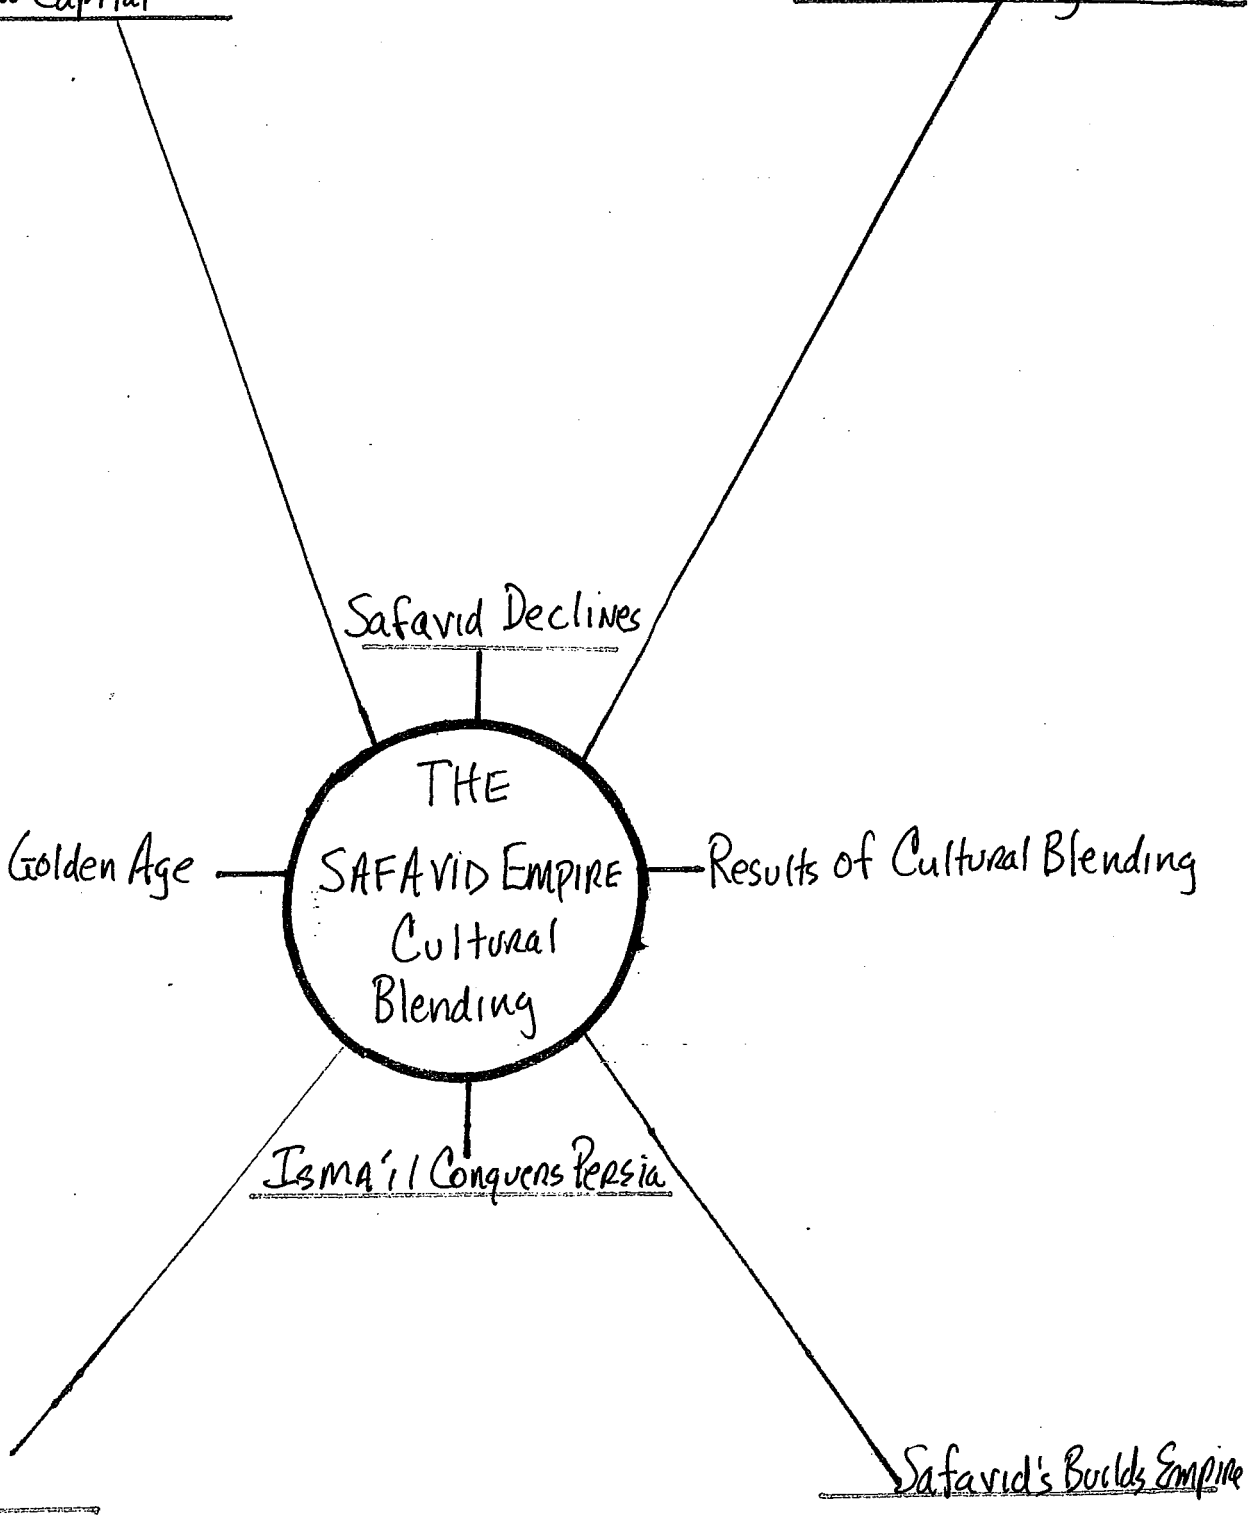 Capital
Safavid Declines
THE
SAFAVID EMPIRE
Cultural
Blending
Golden Age
Results of Cultural Blending
Isma'il Conquers Persia
Safavid's Builds Empire